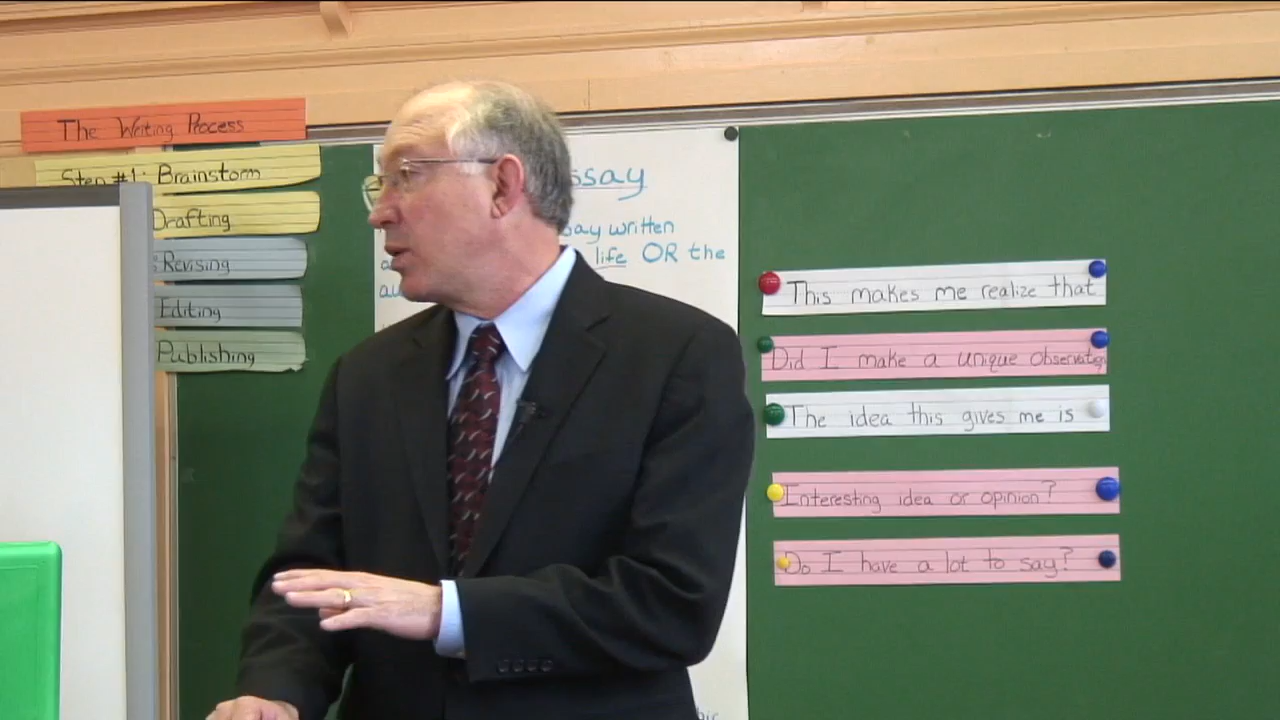 The Writing Process
Step #1: Brainstorm
Drafting
Revising
Editing
Publishing
ssay
say written
life OR the
au
This makes me realize that
Did I make a unique Observation
The idea this gives me is
Interesting idea or opinion?
Do I have a lot to say?